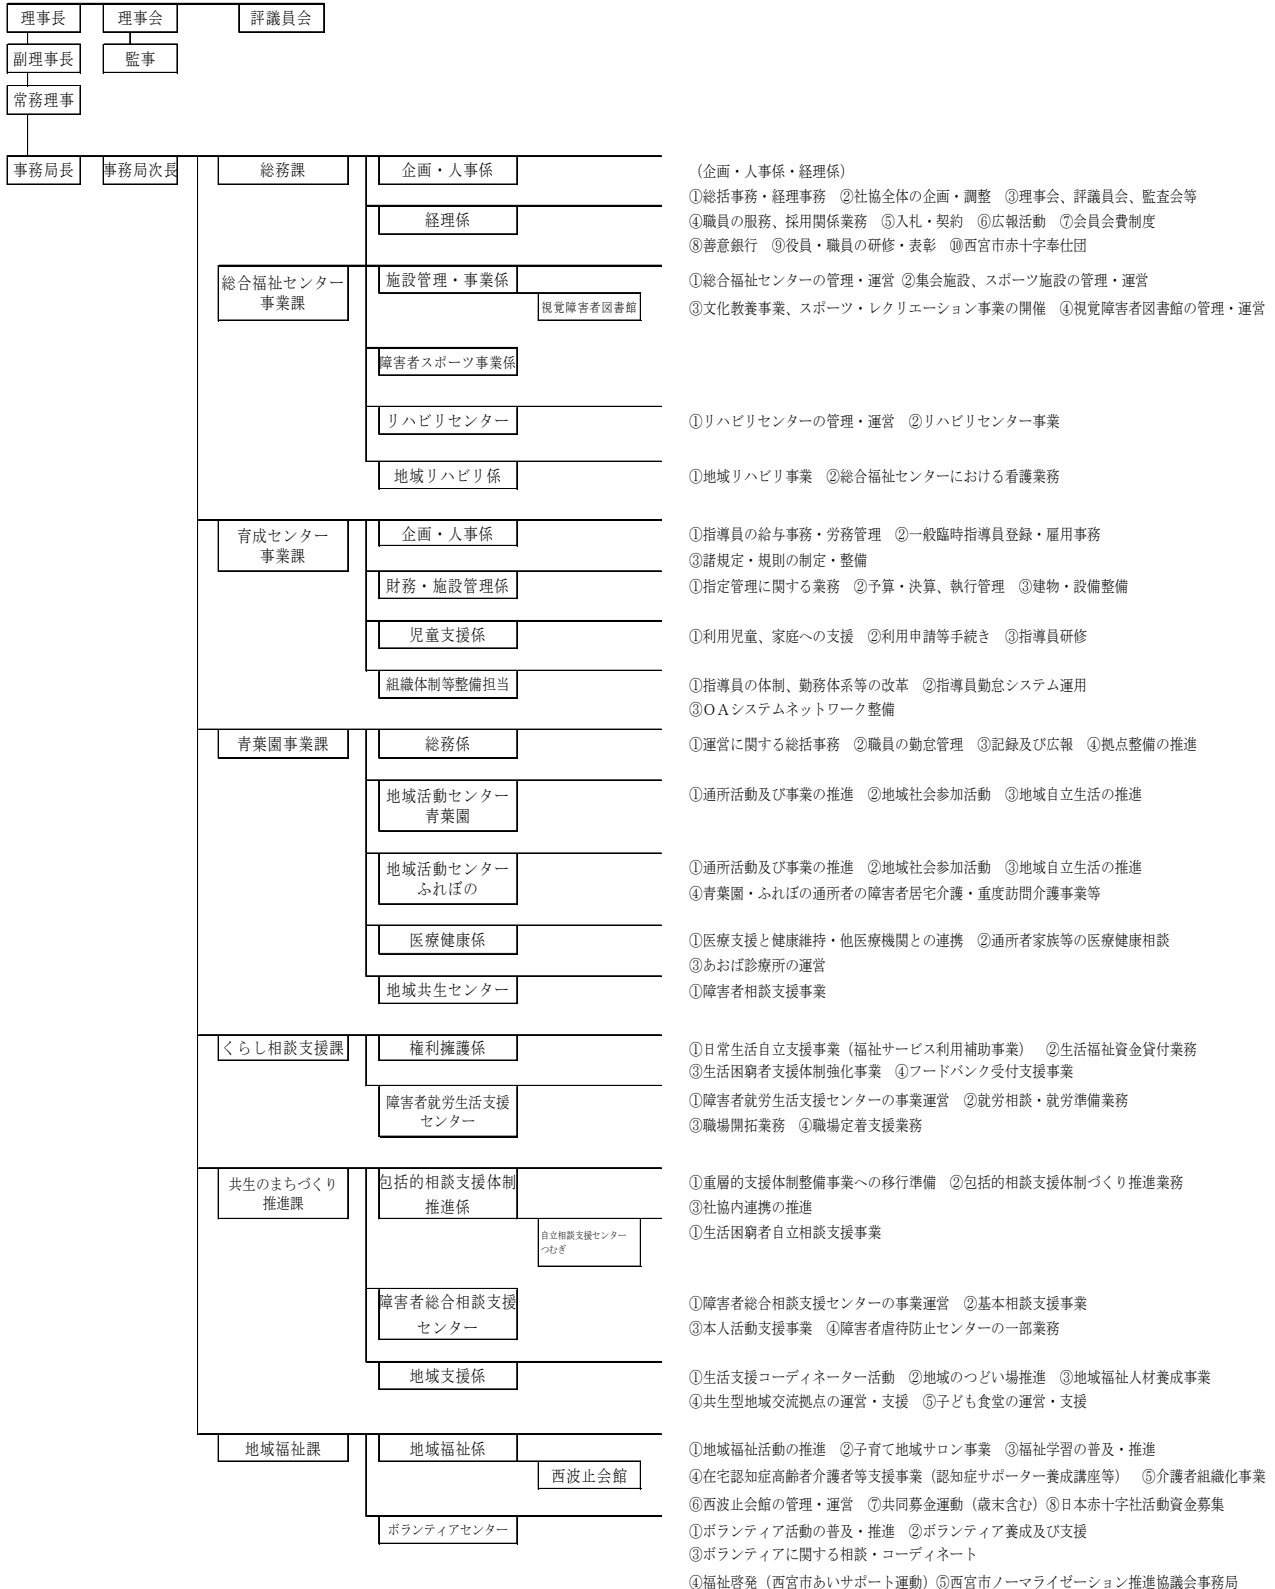 理事長 理事会 評議員会
副理事長 監事
常務理事
事務局長 事務局次長 総務課 企画・人事係 （企画・人事係・経理係）
①総括事務・経理事務 ②社協全体の企画・調整 ③理事会、評議員会、監査会等
経理係 ④職員の服務、採用関係業務 ⑤入札・契約 ⑥広報活動 ⑦会員会費制度
⑧善意銀行 ⑨役員・職員の研修・表彰 ⑩西宮市赤十字奉仕団
総合福祉センター
事業課
施設管理・事業係 ①総合福祉センターの管理・運営 ②集会施設、スポーツ施設の管理・運営
視覚障害者図書館 ③文化教養事業、スポーツ・レクリエーション事業の開催 ④視覚障害者図書館の管理・運営
障害者スポーツ事業係
リハビリセンター ①リハビリセンターの管理・運営 ②リハビリセンター事業
地域リハビリ係 ①地域リハビリ事業 ②総合福祉センターにおける看護業務
育成センター
事業課
企画・人事係 ①指導員の給与事務・労務管理 ②一般臨時指導員登録・雇用事務
③諸規定・規則の制定・整備
財務・施設管理係 ①指定管理に関する業務 ②予算・決算、執行管理 ③建物・設備整備
児童支援係 ①利用児童、家庭への支援 ②利用申請等手続き ③指導員研修
組織体制等整備担当 ①指導員の体制、勤務体系等の改革 ②指導員勤怠システム運用
③ＯＡシステムネットワーク整備
青葉園事業課 総務係 ①運営に関する総括事務 ②職員の勤怠管理 ③記録及び広報 ④拠点整備の推進
地域活動センター
青葉園
①通所活動及び事業の推進 ②地域社会参加活動 ③地域自立生活の推進
地域活動センター
ふれぼの
①通所活動及び事業の推進 ②地域社会参加活動 ③地域自立生活の推進
④青葉園・ふれぼの通所者の障害者居宅介護・重度訪問介護事業等
医療健康係 ①医療支援と健康維持・他医療機関との連携 ②通所者家族等の医療健康相談
③あおば診療所の運営
地域共生センター ①障害者相談支援事業
くらし相談支援課 権利擁護係 ①日常生活自立支援事業（福祉サービス利用補助事業） ②生活福祉資金貸付業務
③生活困窮者支援体制強化事業 ④フードバンク受付支援事業
障害者就労生活支援
センター
①障害者就労生活支援センターの事業運営 ②就労相談・就労準備業務
③職場開拓業務 ④職場定着支援業務
共生のまちづくり
推進課
包括的相談支援体制
推進係
①重層的支援体制整備事業への移行準備 ②包括的相談支援体制づくり推進業務
③社協内連携の推進
自立相談支援センター
つむぎ
①生活困窮者自立相談支援事業
障害者総合相談支援
センター
①障害者総合相談支援センターの事業運営 ②基本相談支援事業
③本人活動支援事業 ④障害者虐待防止センターの一部業務
地域支援係 ①生活支援コーディネーター活動 ②地域のつどい場推進 ③地域福祉人材養成事業
④共生型地域交流拠点の運営・支援 ⑤子ども食堂の運営・支援
地域福祉課 地域福祉係 ①地域福祉活動の推進 ②子育て地域サロン事業 ③福祉学習の普及・推進
西波止会館 ④在宅認知症高齢者介護者等支援事業（認知症サポーター養成講座等） ⑤介護者組織化事業
⑥西波止会館の管理・運営 ⑦共同募金運動（歳末含む）⑧日本赤十字社活動資金募集
ボランティアセンター ①ボランティア活動の普及・推進 ②ボランティア養成及び支援
③ボランティアに関する相談・コーディネート
④福祉啓発（西宮市あいサポート運動）⑤西宮市ノーマライゼーション推進協議会事務局